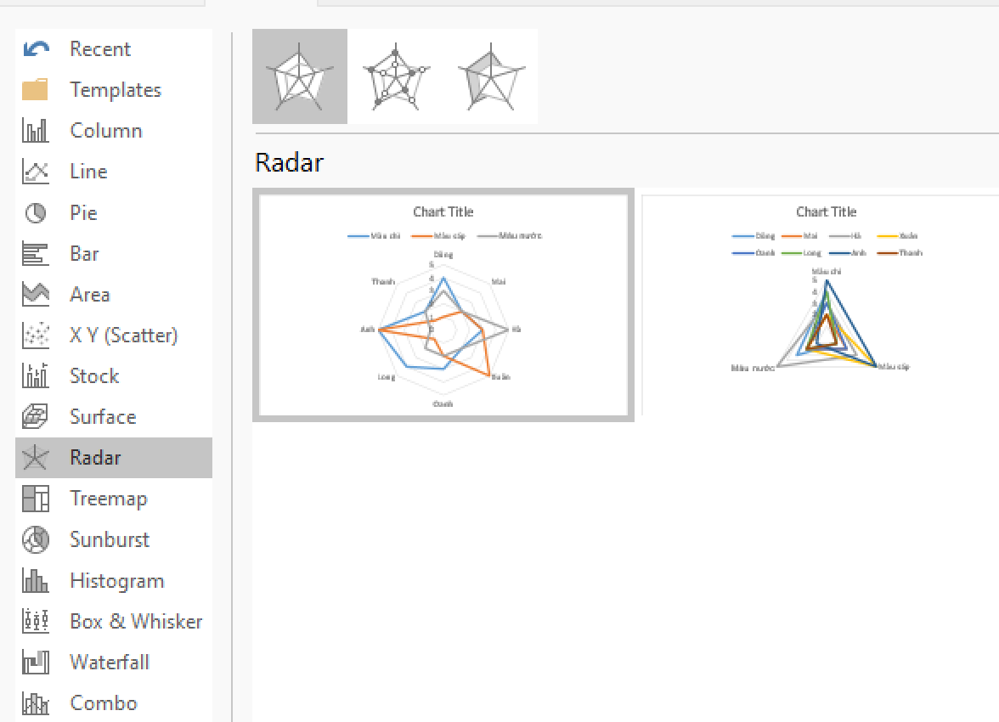 Recent
Templates
Column
Line
Pie
Bar
Area
X Y (Scatter)
Stock
Surface
Radar
Treemap
Sunburst
Histogram
Box & Whisker
Waterfall
Combo
Radar
Chart Title
Màu chì Màu sáp Màu nước
Dũng
Mai
Hà
Xuân
Oanh
Long
Anh
Thanh
5
4
3
1
0
Chart Title
Dũng Mai Hà Xuân
Oanh Long Anh Thanh
Màu chì
5
4
3
Màu nước
Màu sáp